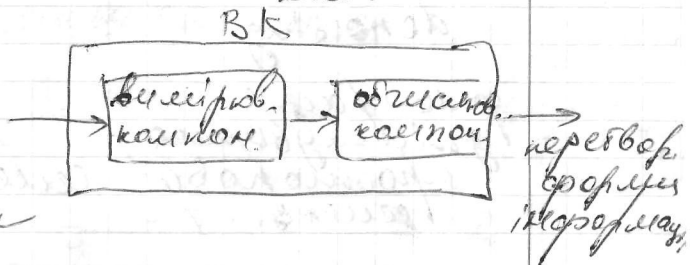 ВК
вимірюв.
компон.
обчислюв.
компон.
перетвор.
форми
інформац.